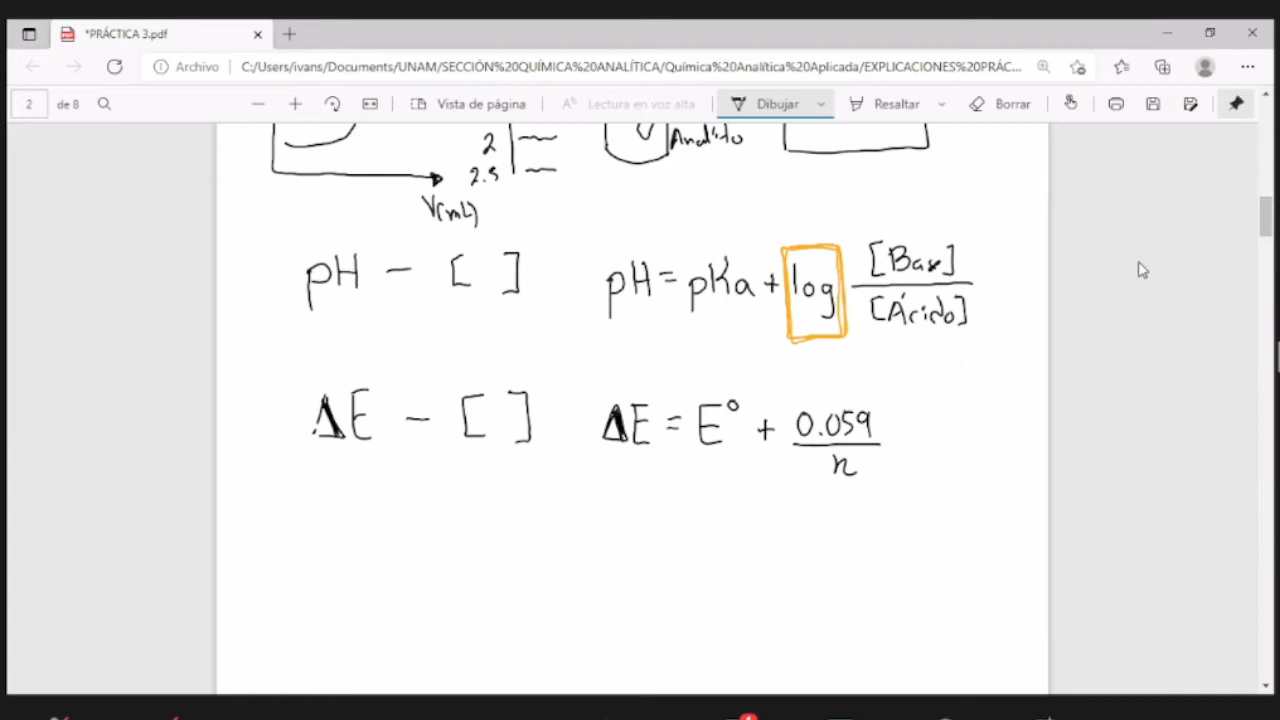 *PRÁCTICA 3.pdf
Archivo C:/Users/ivans/Documents/UNAM/SECCIÓN%20QUÍMICA%20ANALÍTICA/Química%20Analítica%20Aplicada/EXPLICACIONES%20PRÁC...
2 de 8 Vista de página Lectura en voz alta Dibujar Resaltar Borrar
2
2.5
V(mL)
Analito
pH - [ ] pH = pKa + log [Base]
[Ácido]
ΔE - [ ] ΔE = E° + 0.059
n